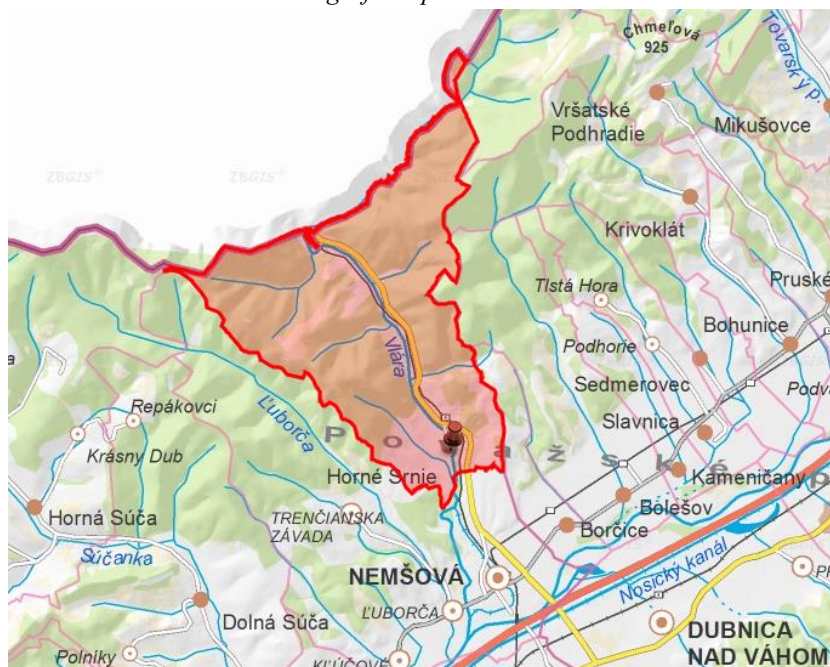 Chmeľová
925
Tovarský p.
Vršatské
Podhradie
Mikušovce
ZBGIS®
ZBGIS®
Krivoklát
Tlstá Hora
Pruské
Bohunice
Podhorie
Vlára
Sedmerovec
Repákovci
Ľuborča
Slavnica
P o v a ž s k é
Krásny Dub
Horné Srnie
Kameničany
Bolešov
Horná Súča
TRENČIANSKA
ZÁVADA
Borčice
Súčanka
NEMŠOVÁ
Nosický kanál
Dolná Súča
ĽUBORČA
DUBNICA
NAD VÁHOM
Polníky
KĽÚČOVÉ